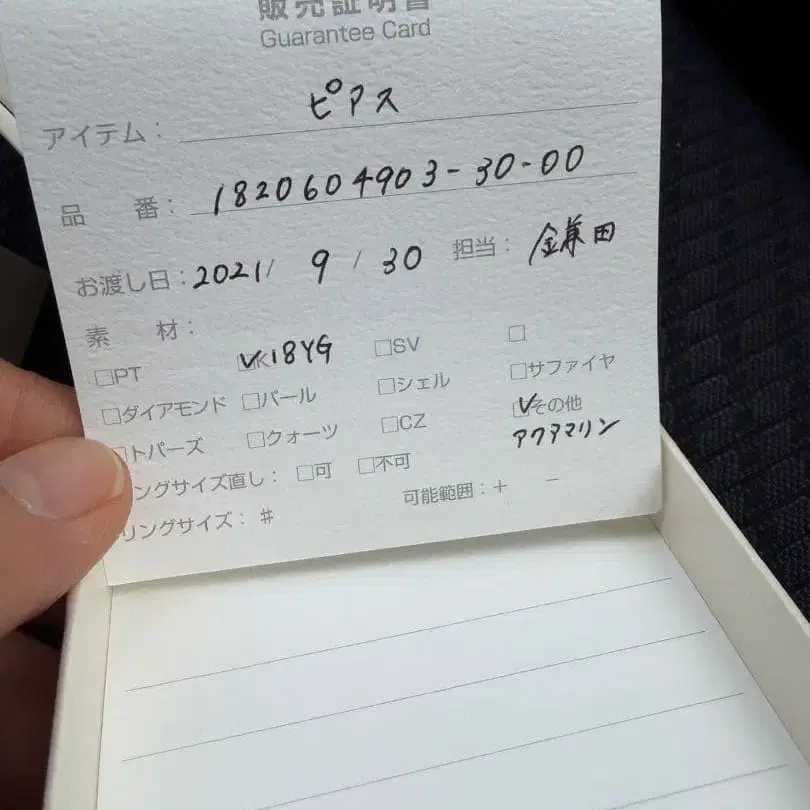 販売証明書
Guarantee Card
アイテム： ピアス
品　番： 1820604903-30-00
お渡し日：2021/ 9 / 30 担当： 鎌田
素　材：
□PT ☑K18YG □SV □
□ダイアモンド □パール □シェル □サファイヤ
□トパーズ □クォーツ □CZ ☑その他
アクアマリン
ングサイズ直し： □可 □不可
リングサイズ： # 可能範囲：＋ －